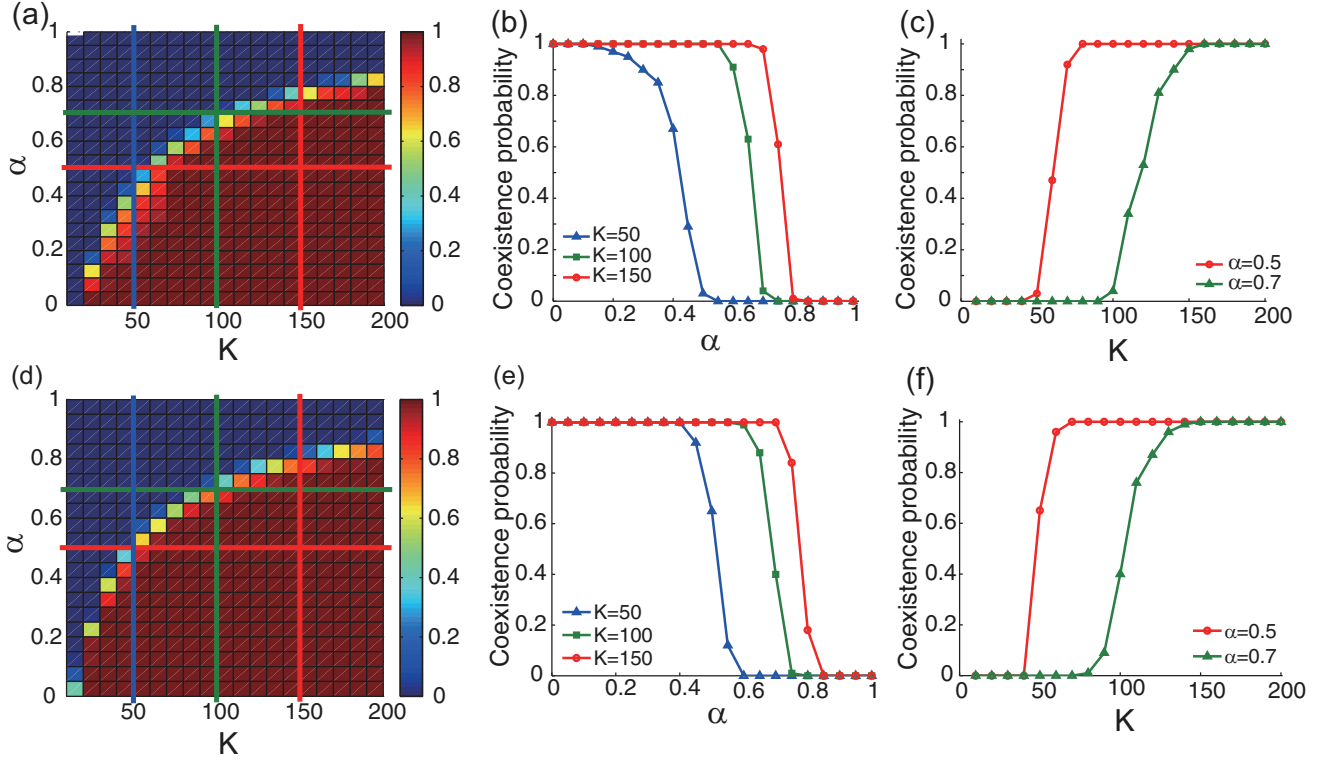 (a)
1
0.8
0.6
0.4
0.2
0
α
50 100 150 200
K
1
0.8
0.6
0.4
0.2
0
(b)
Coexistence probability
1
0.8
0.6
0.4
0.2
0
K=50
K=100
K=150
0 0.2 0.4 0.6 0.8 1
α
(c)
Coexistence probability
1
0.8
0.6
0.4
0.2
0
α=0.5
α=0.7
0 50 100 150 200
K
(d)
1
0.8
0.6
0.4
0.2
0
α
50 100 150 200
K
1
0.8
0.6
0.4
0.2
0
(e)
Coexistence probability
1
0.8
0.6
0.4
0.2
0
K=50
K=100
K=150
0 0.2 0.4 0.6 0.8 1
α
(f)
Coexistence probability
1
0.8
0.6
0.4
0.2
0
α=0.5
α=0.7
0 50 100 150 200
K